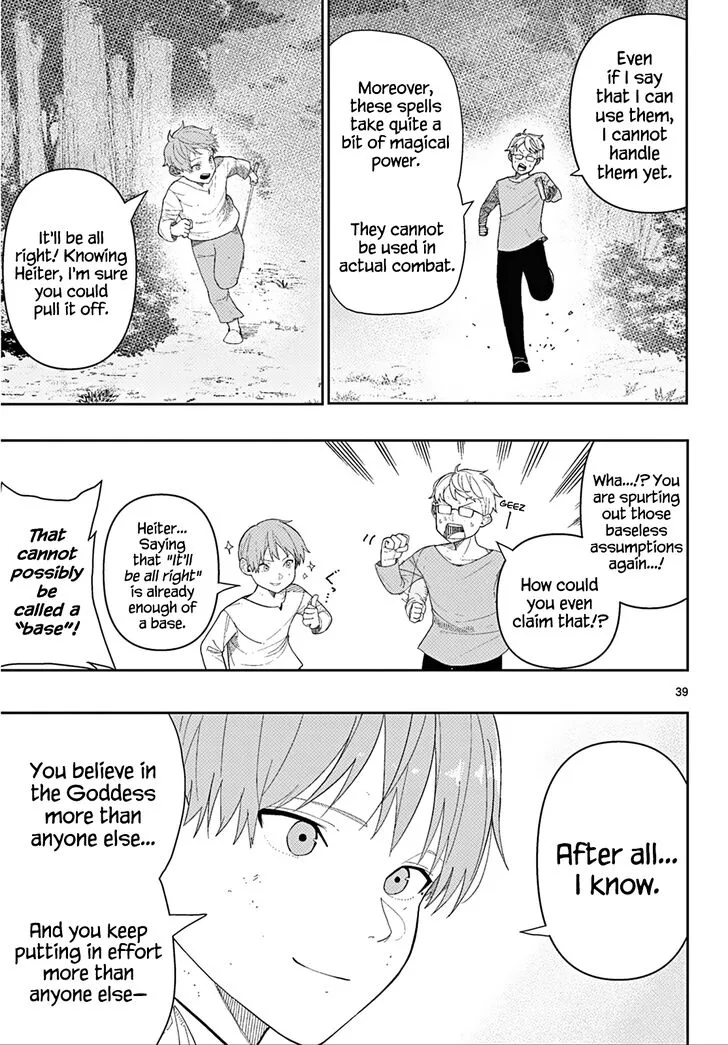 Even
if I say
that I can
use them,
I cannot
handle
them yet.
Moreover,
these spells
take quite a
bit of magical
power.
They cannot
be used in
actual combat.
It'll be all
right! Knowing
Heiter, I'm sure
you could
pull it off.
Wha...!? You
are spurting
out those
baseless
assumptions
again...!
How could
you even
claim that!?
GEEZ
Heiter...
Saying
that "It'll
be all right"
is already
enough of
a base.
That
cannot
possibly
be
called a
"base"!
39
After all...
I know.
You believe in
the Goddess
more than
anyone else...
And you keep
putting in effort
more than
anyone else—